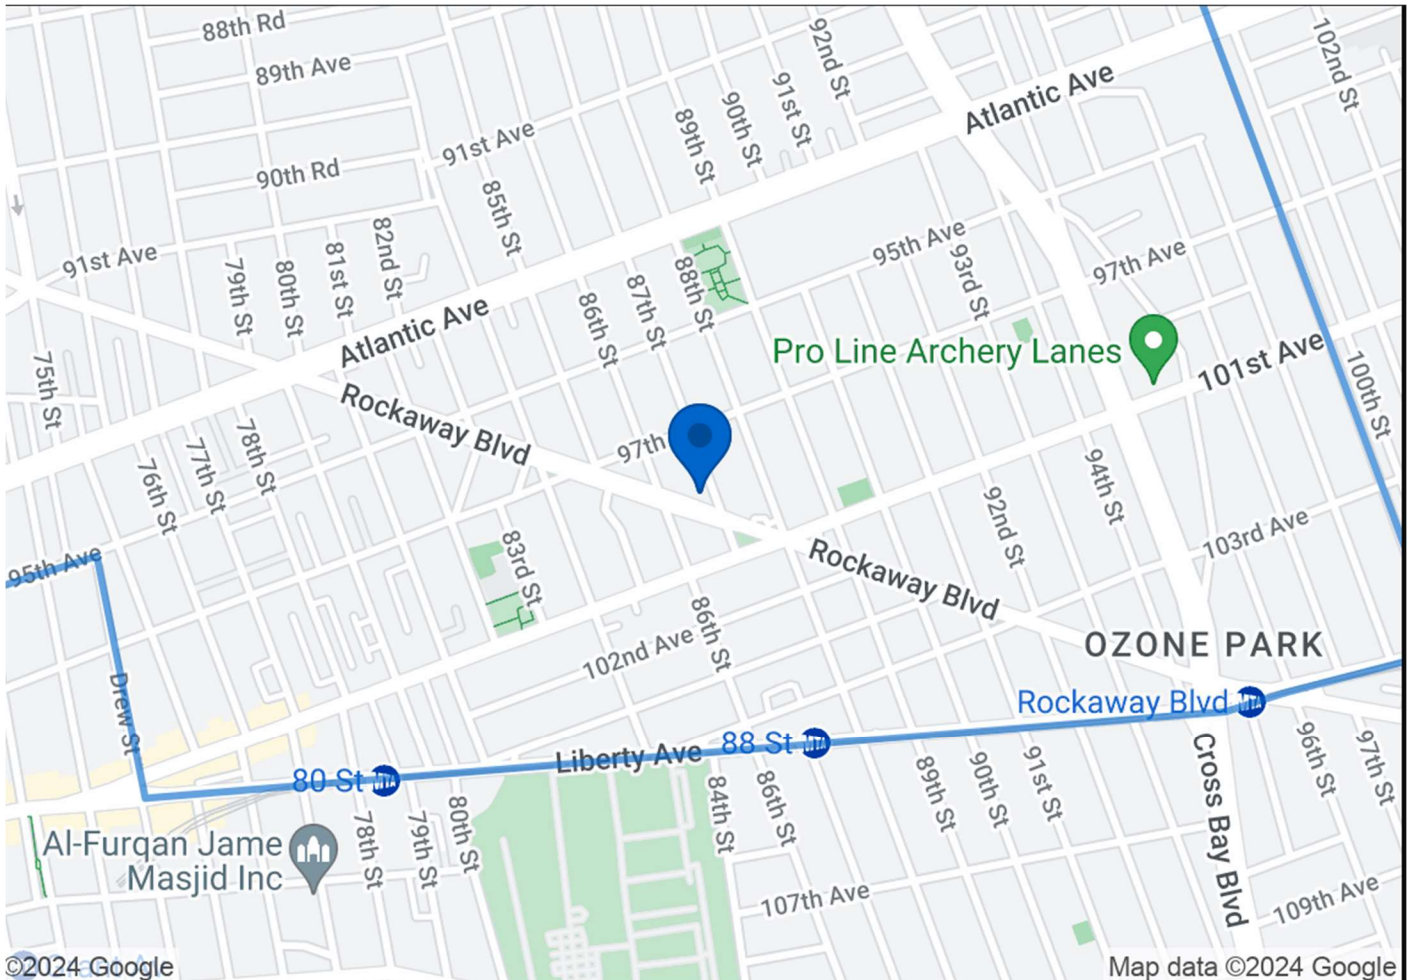 88th Rd
89th Ave
90th Rd
91st Ave
91st Ave
92nd St
91st St
90th St
89th St
Atlantic Ave
102nd St
85th St
82nd St
81st St
80th St
79th St
75th St
Atlantic Ave
86th St
87th St
88th St
95th Ave
93rd St
97th Ave
Pro Line Archery Lanes
101st Ave
100th St
Rockaway Blvd
97th
78th St
77th St
76th St
94th St
92nd St
103rd Ave
95th Ave
83rd St
Rockaway Blvd
86th St
102nd Ave
OZONE PARK
Drew St
Rockaway Blvd
88 St
Liberty Ave
80 St
Cross Bay Blvd
96th St
97th St
89th St
90th St
91st St
84th St
86th St
80th St
79th St
78th St
Al-Furqan Jame
Masjid Inc
107th Ave
109th Ave
©2024 Google
Map data ©2024 Google